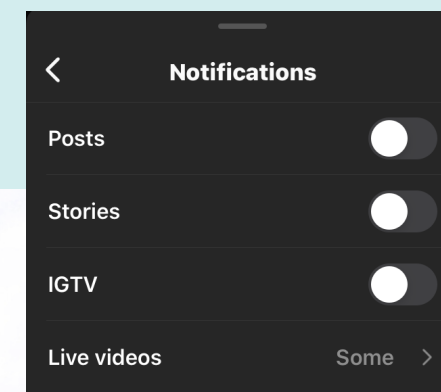 Notifications
Posts
Stories
IGTV
Live videos Some